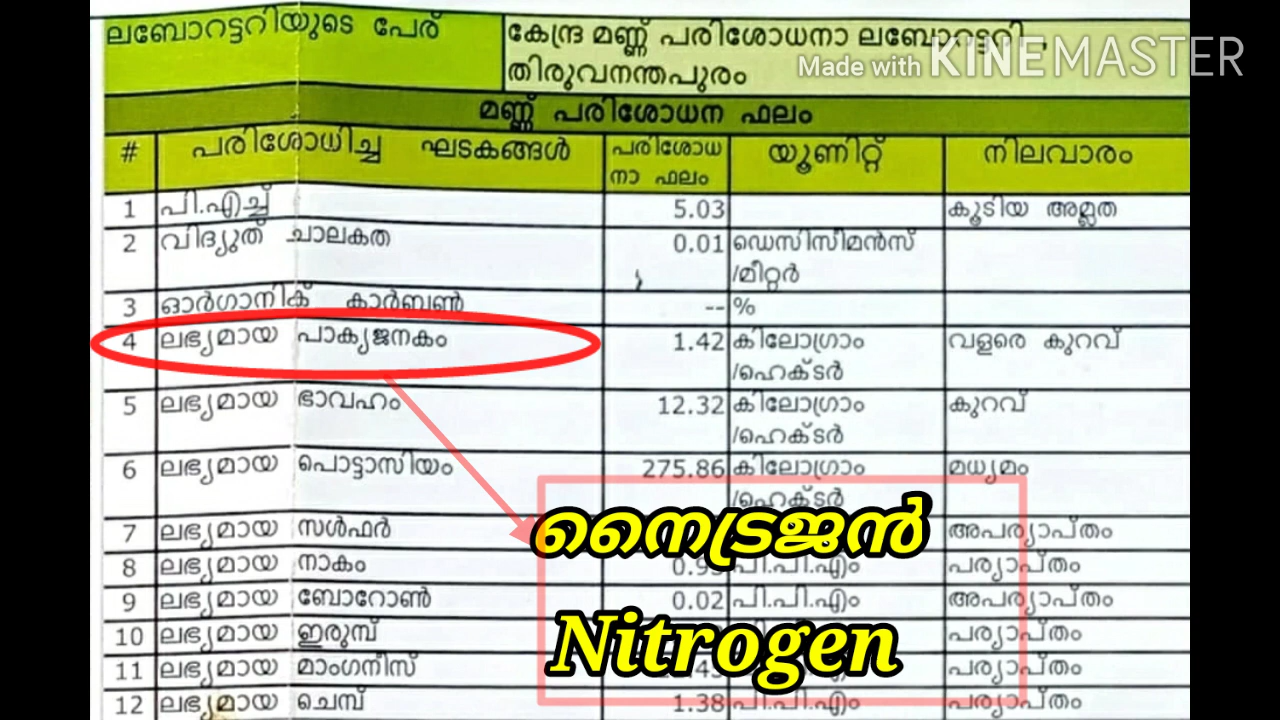 ലബോറട്ടറിയുടെ പേര് കേന്ദ്ര മണ്ണ് പരിശോധനാ ലബോറട്ടറി ,
തിരുവനന്തപുരം
Made with KINEMASTER
മണ്ണ് പരിശോധന ഫലം
# പരിശോധിച്ച ഘടകങ്ങൾ പരിശോധ യൂണിറ്റ് നിലവാരം
നാ ഫലം
1 പി.എച്ച് 5.03 കൂടിയ അമ്ലത
2 വിദ്യുത് ചാലകത 0.01 ഡെസിസീമൻസ്
/മീറ്റർ
3 ഓർഗാനിക് കാർബൺ -- %
4 ലഭ്യമായ പാക്യജനകം 1.42 കിലോഗ്രാം വളരെ കുറവ്
/ഹെക്ടർ
5 ലഭ്യമായ ഭാവഹം 12.32 കിലോഗ്രാം കുറവ്
/ഹെക്ടർ
6 ലഭ്യമായ പൊട്ടാസിയം 275.86 കിലോഗ്രാം മധ്യമം
/ഹെക്ടർ
7 ലഭ്യമായ സൾഫർ അപര്യാപ്തം
നൈട്രജൻ
8 ലഭ്യമായ നാകം പി.പി.എം പര്യാപ്തം
9 ലഭ്യമായ ബോറോൺ 0.02 പി.പി.എം അപര്യാപ്തം
10 ലഭ്യമായ ഇരുമ്പ് പര്യാപ്തം
Nitrogen
11 ലഭ്യമായ മാംഗനീസ് പര്യാപ്തം
12 ലഭ്യമായ ചെമ്പ് 1.38 പി.പി.എം പര്യാപ്തം